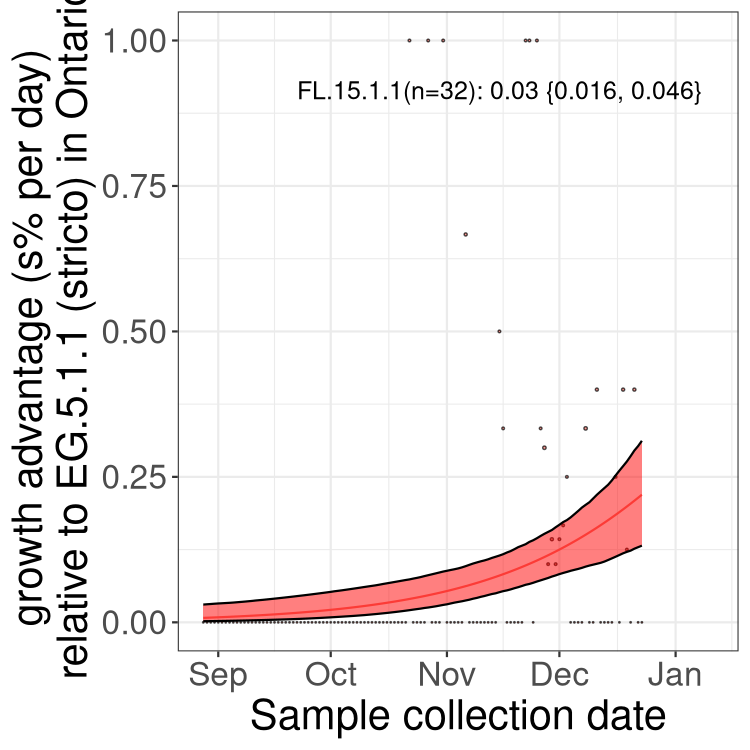 growth advantage (s% per day)
relative to EG.5.1.1 (stricto) in Ontario
1.00
0.75
0.50
0.25
0.00
FL.15.1.1(n=32): 0.03 {0.016, 0.046}
Sep Oct Nov Dec Jan
Sample collection date